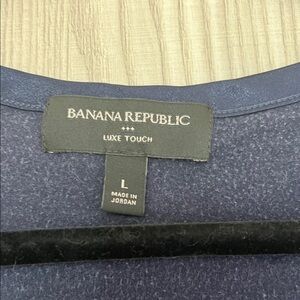 BANANA REPUBLIC
LUXE TOUCH
L
MADE IN
JORDAN